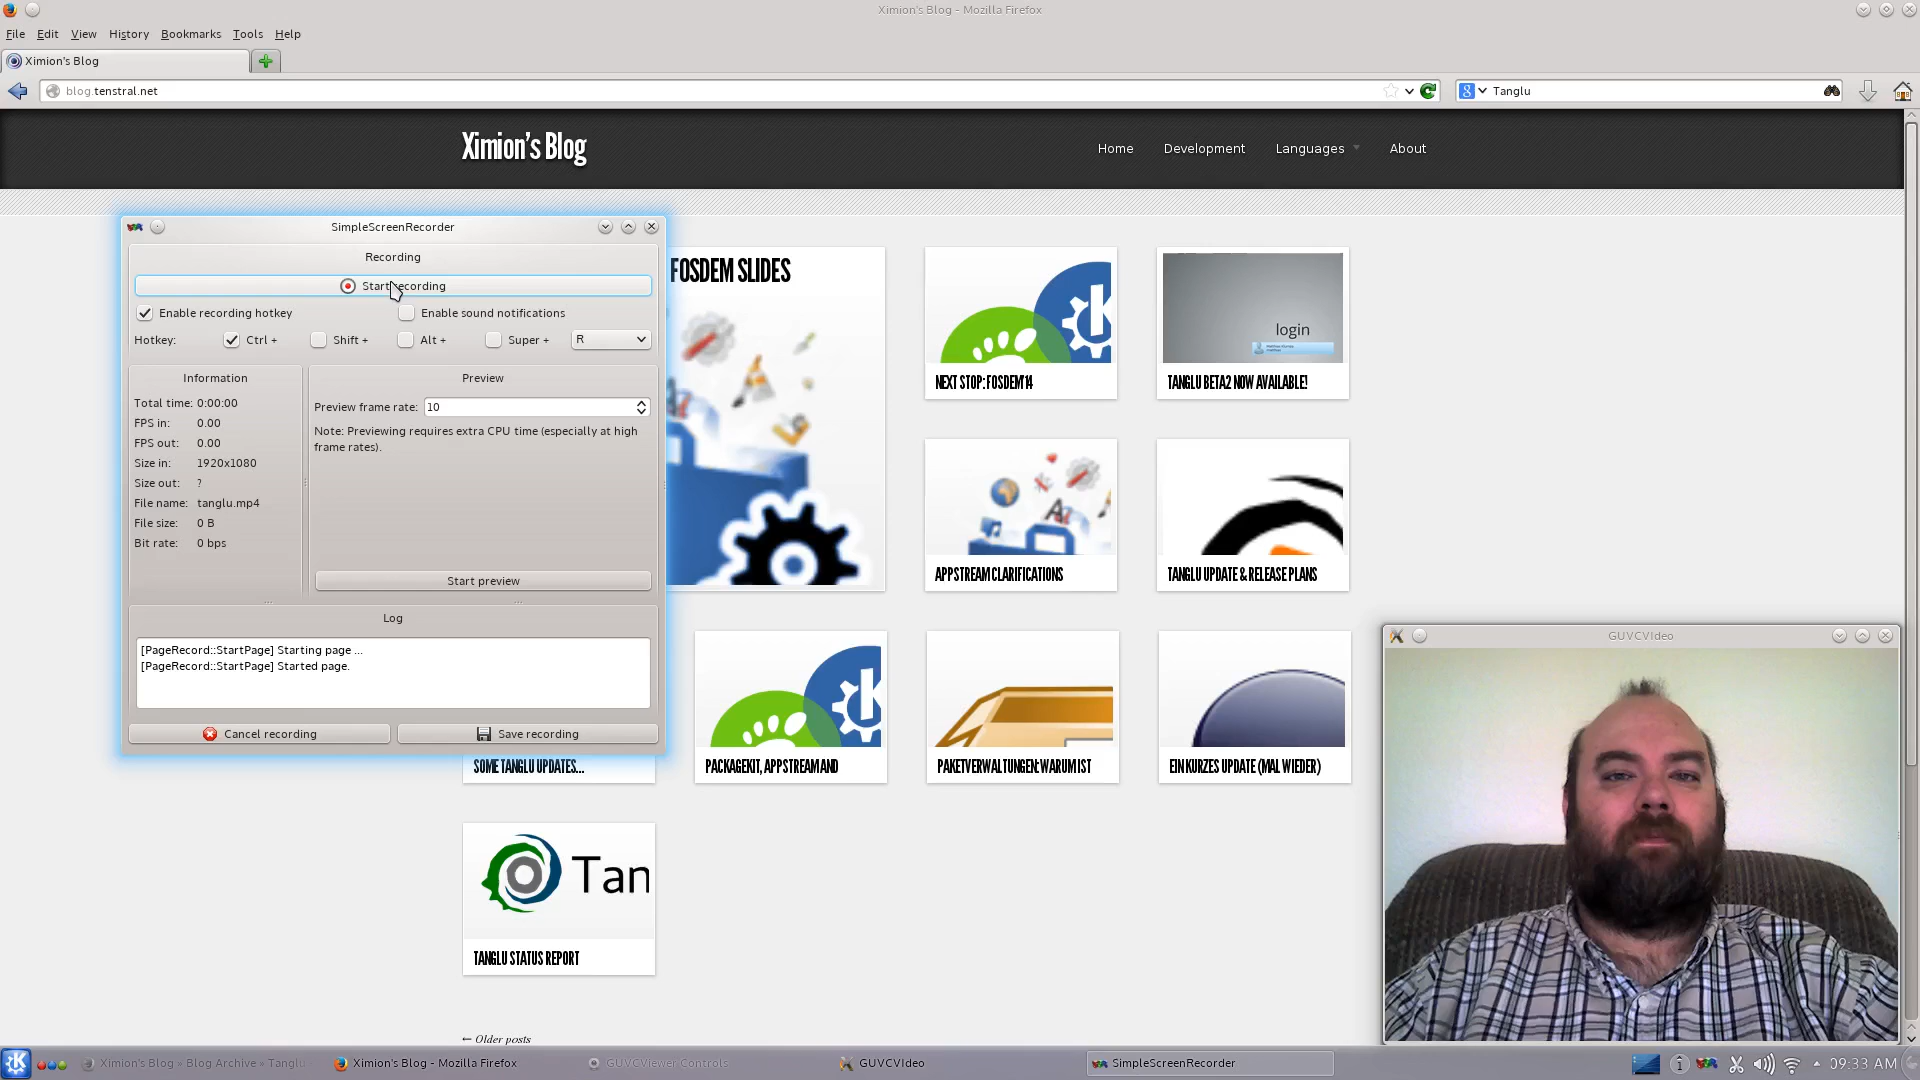 Ximion's Blog - Mozilla Firefox
File Edit View History Bookmarks Tools Help
Ximion's Blog
blog.tenstral.net
Tanglu
Ximion's Blog
Home Development Languages About
SimpleScreenRecorder
Recording
Start recording
Enable recording hotkey
Enable sound notifications
Hotkey: Ctrl + Shift + Alt + Super + R
Information
Total time: 0:00:00
FPS in: 0.00
FPS out: 0.00
Size in: 1920x1080
Size out: ?
File name: tanglu.mp4
File size: 0 B
Bit rate: 0 bps
Preview
Preview frame rate: 10
Note: Previewing requires extra CPU time (especially at high
frame rates).
Start preview
Log
[PageRecord::StartPage] Starting page ...
[PageRecord::StartPage] Started page.
Cancel recording
Save recording
FOSDEM SLIDES
NEXT STOP: FOSDEM'14
login
TANGLU BETA2 NOW AVAILABLE!
APPSTREAM CLARIFICATIONS
TANGLU UPDATE & RELEASE PLANS
SOME TANGLU UPDATES...
PACKAGEKIT, APPSTREAM AND
PAKETVERWALTUNGEN: WARUM IST
EIN KURZES UPDATE (MAL WIEDER)
Tan
TANGLU STATUS REPORT
← Older posts
GUVCVIdeo
Ximion's Blog » Blog Archive » Tanglu
Ximion's Blog - Mozilla Firefox
GUVCViewer Controls
GUVCVIdeo
SimpleScreenRecorder
09:33 AM